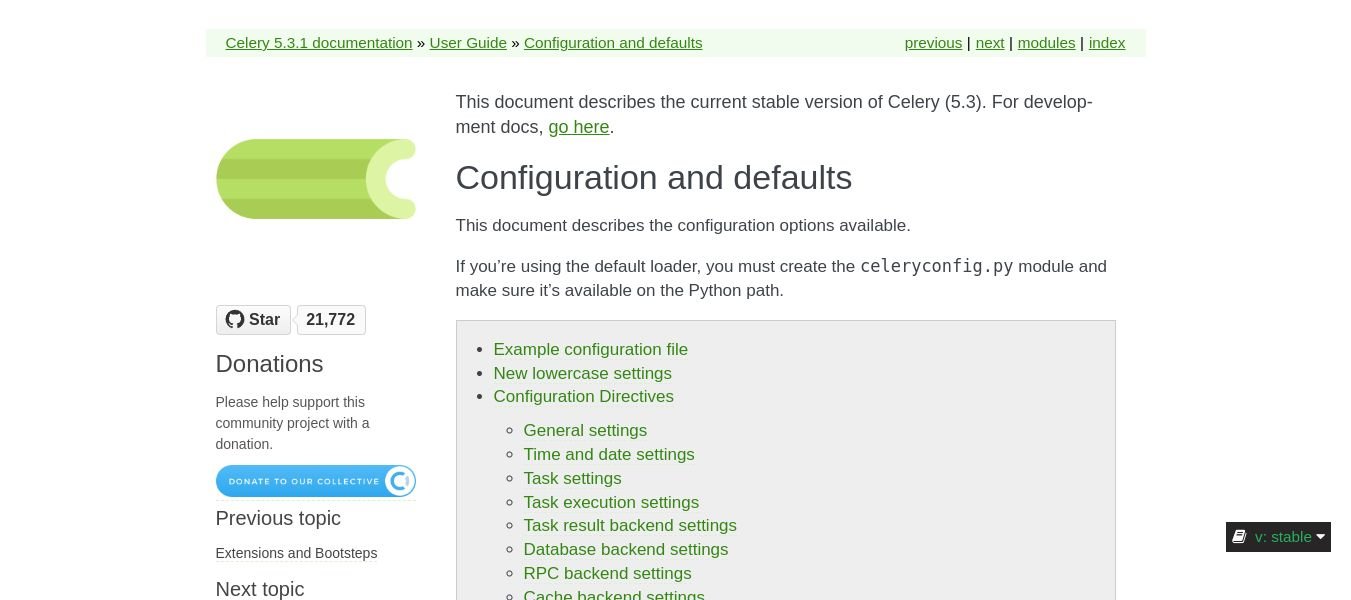 Celery 5.3.1 documentation » User Guide » Configuration and defaults
previous | next | modules | index
This document describes the current stable version of Celery (5.3). For develop-
ment docs, go here.
Configuration and defaults
This document describes the configuration options available.
If you’re using the default loader, you must create the celeryconfig.py module and
make sure it’s available on the Python path.
Example configuration file
New lowercase settings
Configuration Directives
General settings
Time and date settings
Task settings
Task execution settings
Task result backend settings
Database backend settings
RPC backend settings
Cache backend settings
Star 21,772
Donations
Please help support this
community project with a
donation.
DONATE TO OUR COLLECTIVE
Previous topic
Extensions and Bootsteps
Next topic
v: stable